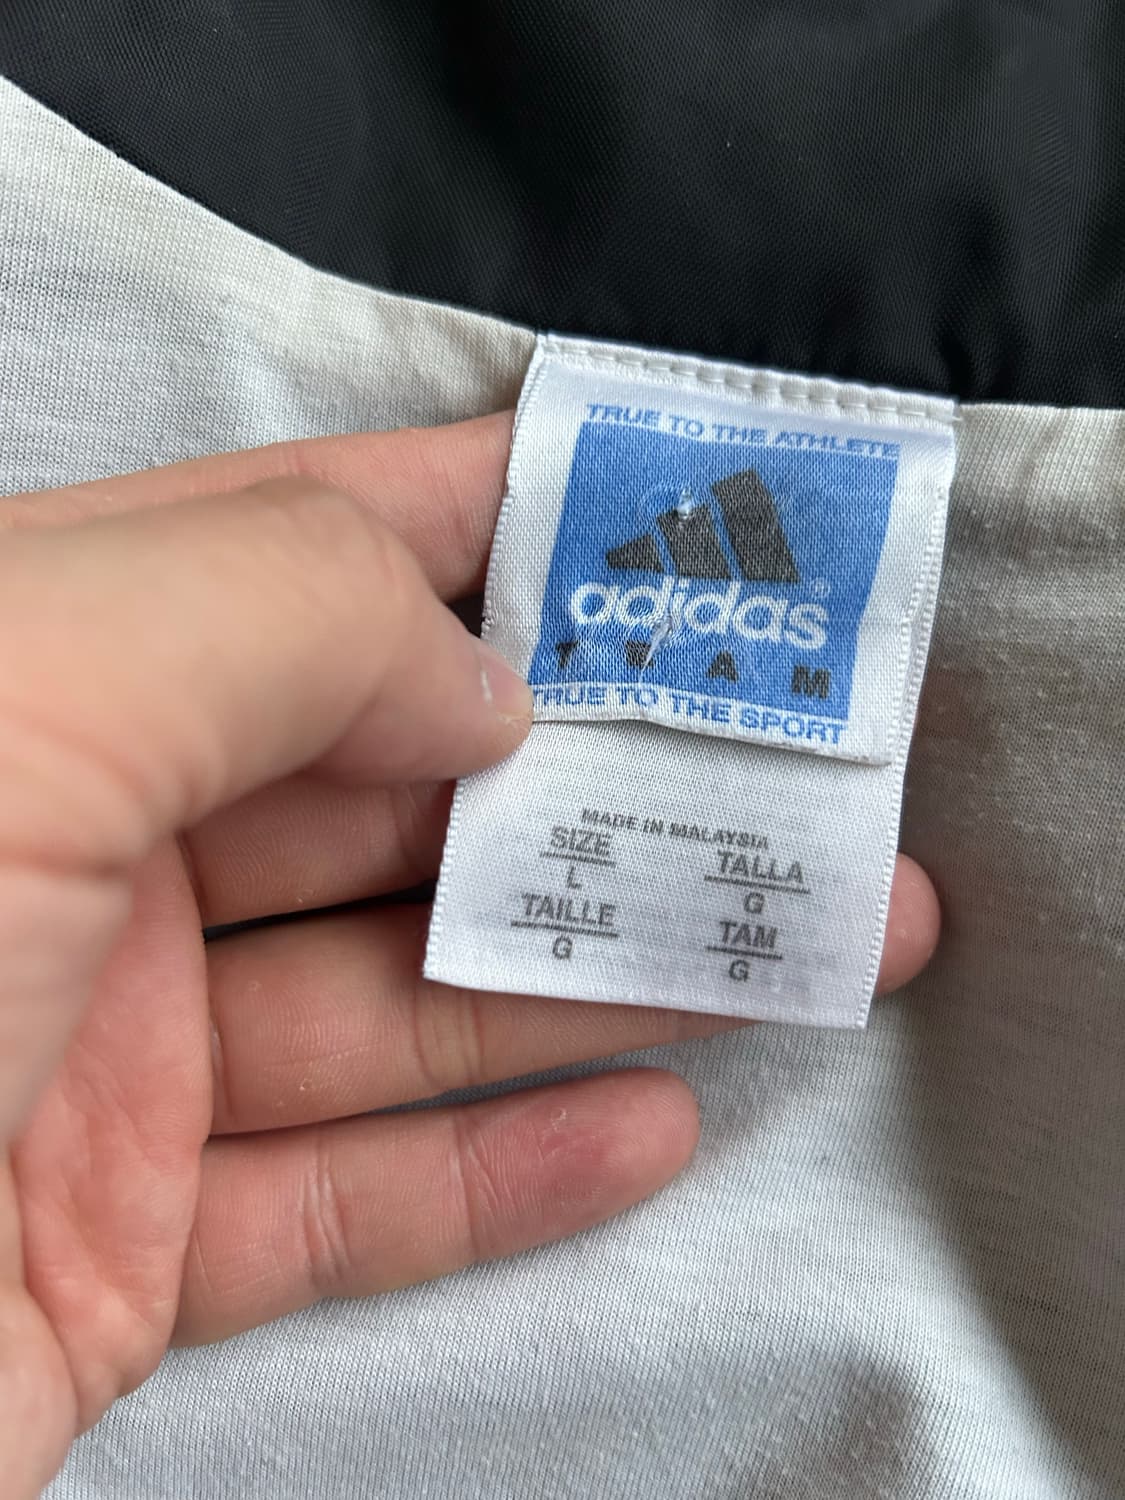 TRUE TO THE ATHLETE
adidas®
T E A M
TRUE TO THE SPORT
MADE IN MALAYSIA
SIZE
L
TALLA
G
TAILLE
G
TAM
G